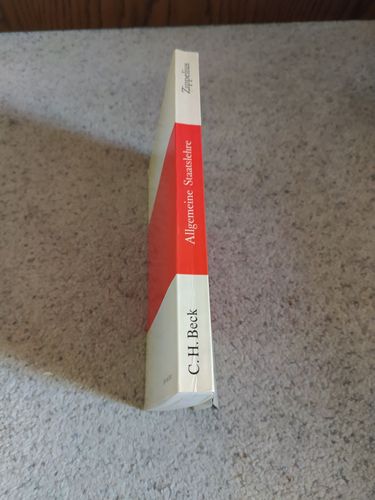 Zippelius
Allgemeine Staatslehre
C. H. Beck